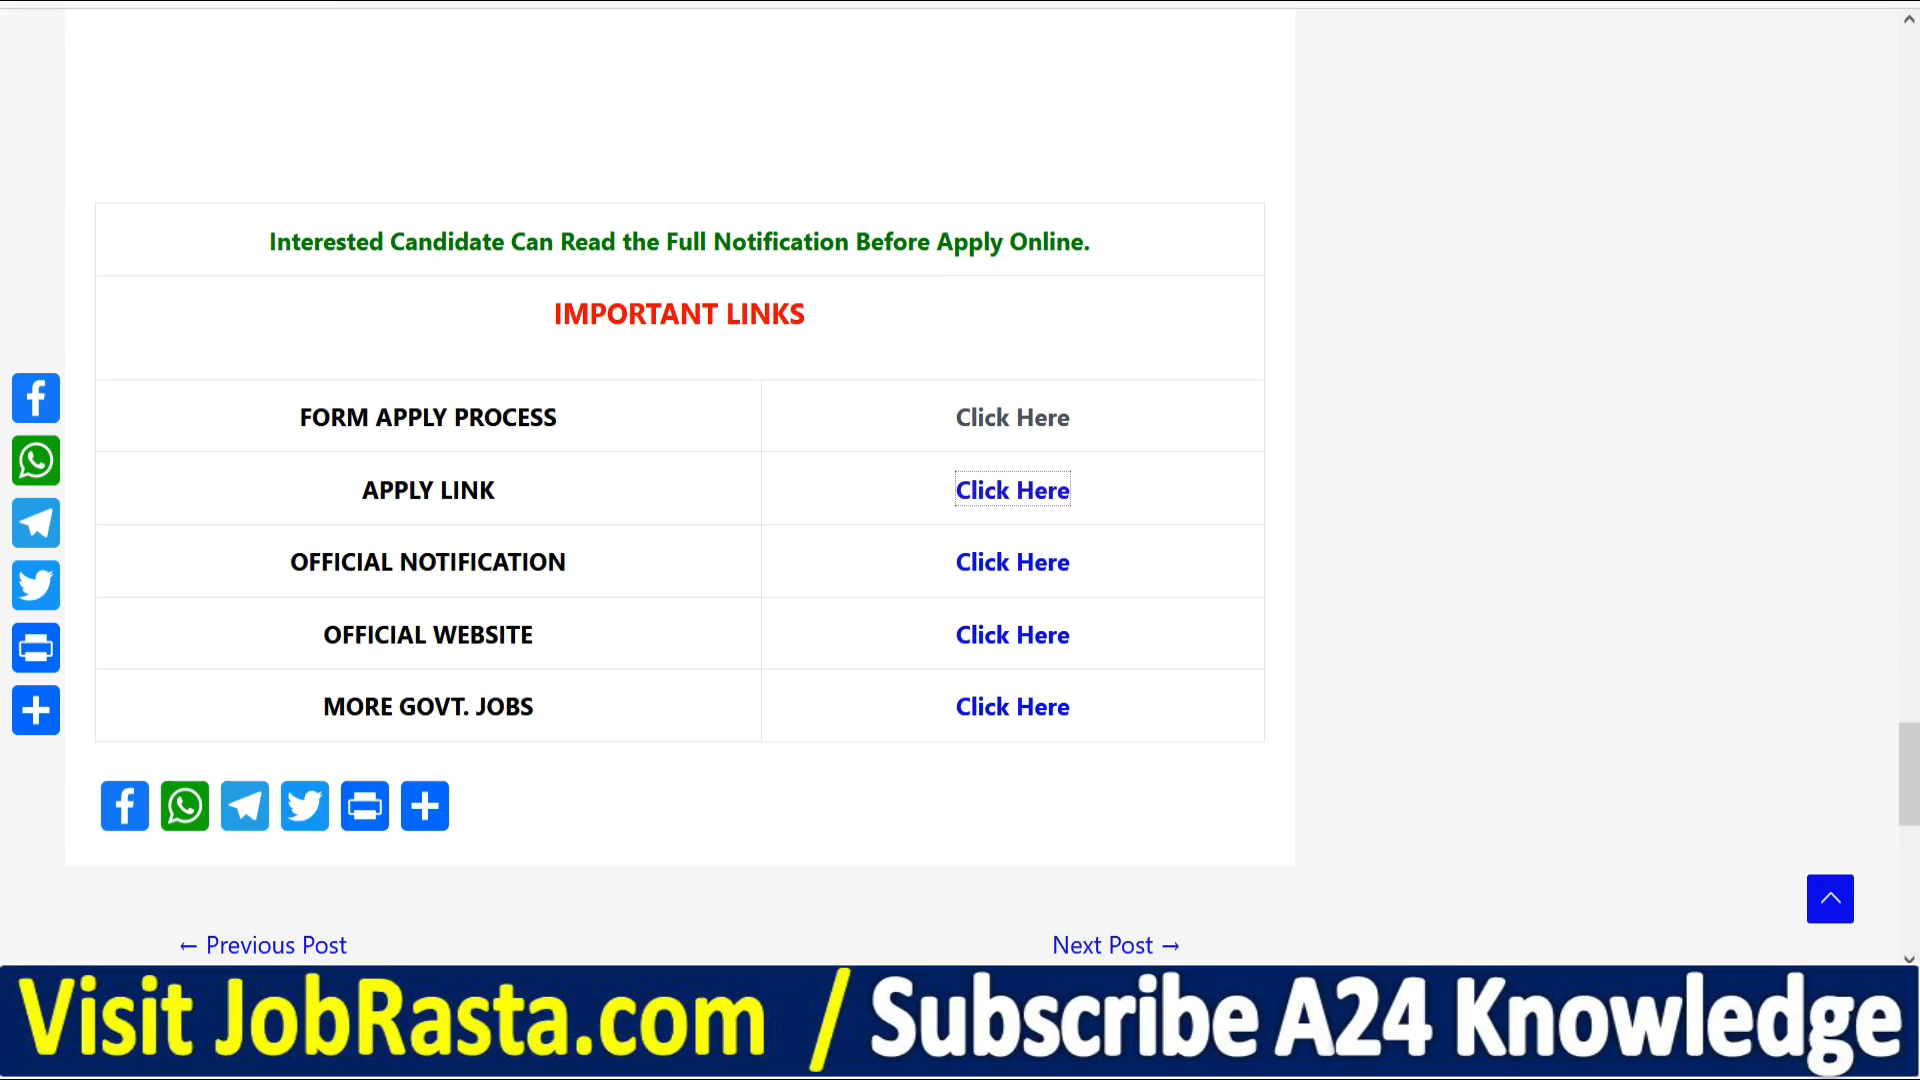 Interested Candidate Can Read the Full Notification Before Apply Online.
IMPORTANT LINKS
FORM APPLY PROCESS Click Here
APPLY LINK Click Here
OFFICIAL NOTIFICATION Click Here
OFFICIAL WEBSITE Click Here
MORE GOVT. JOBS Click Here
← Previous Post Next Post →
Visit JobRasta.com / Subscribe A24 Knowledge